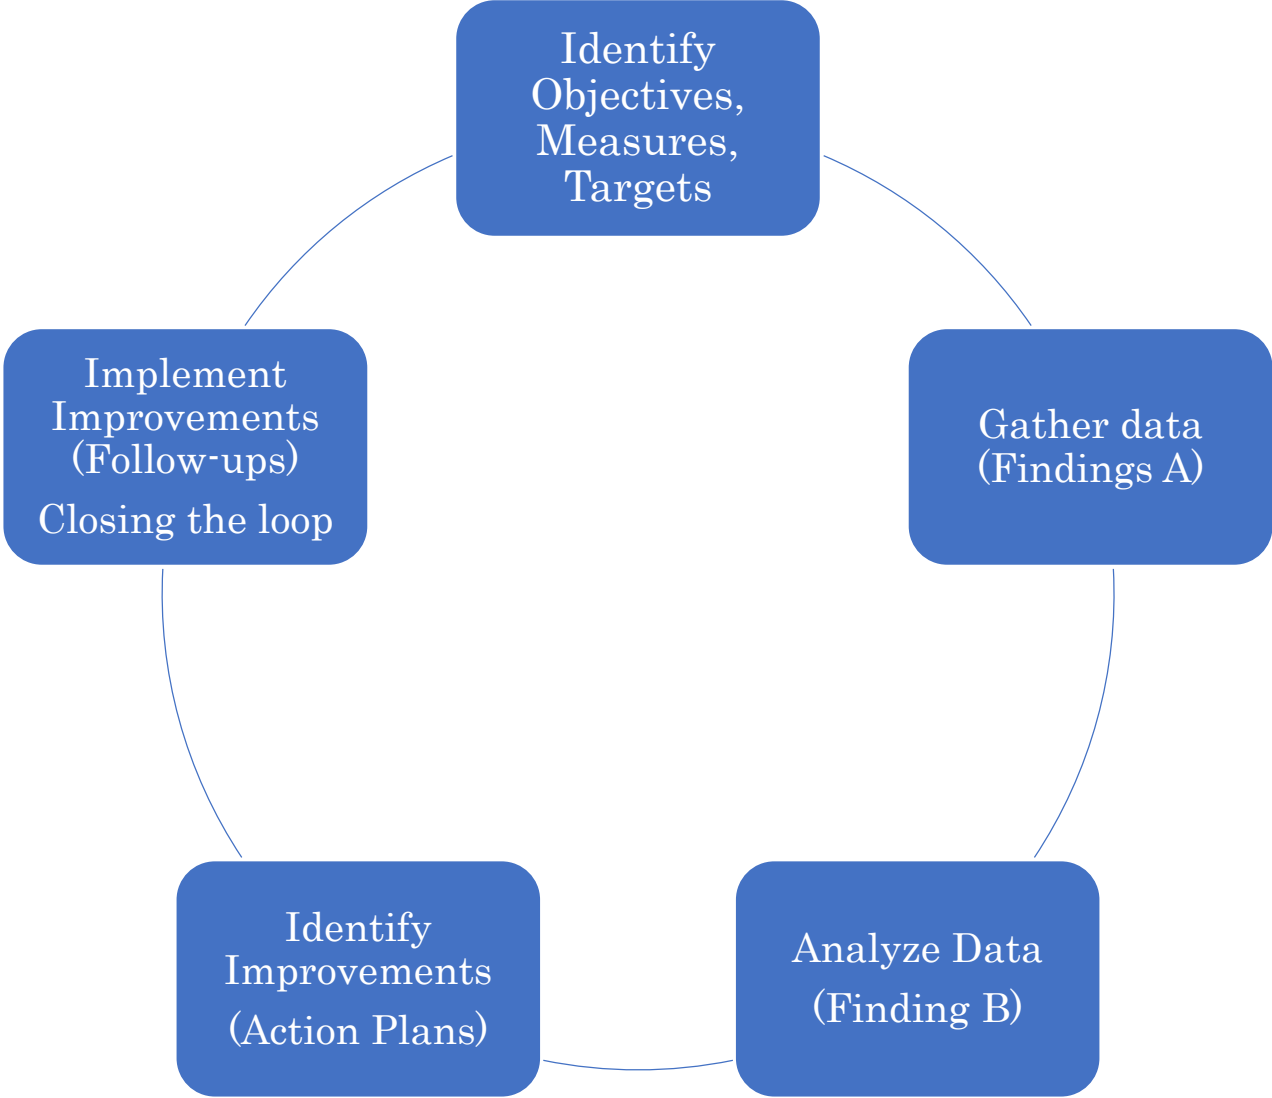 Identify
Objectives,
Measures,
Targets
Gather data
(Findings A)
Analyze Data
(Finding B)
Identify
Improvements
(Action Plans)
Implement
Improvements
(Follow-ups)
Closing the loop